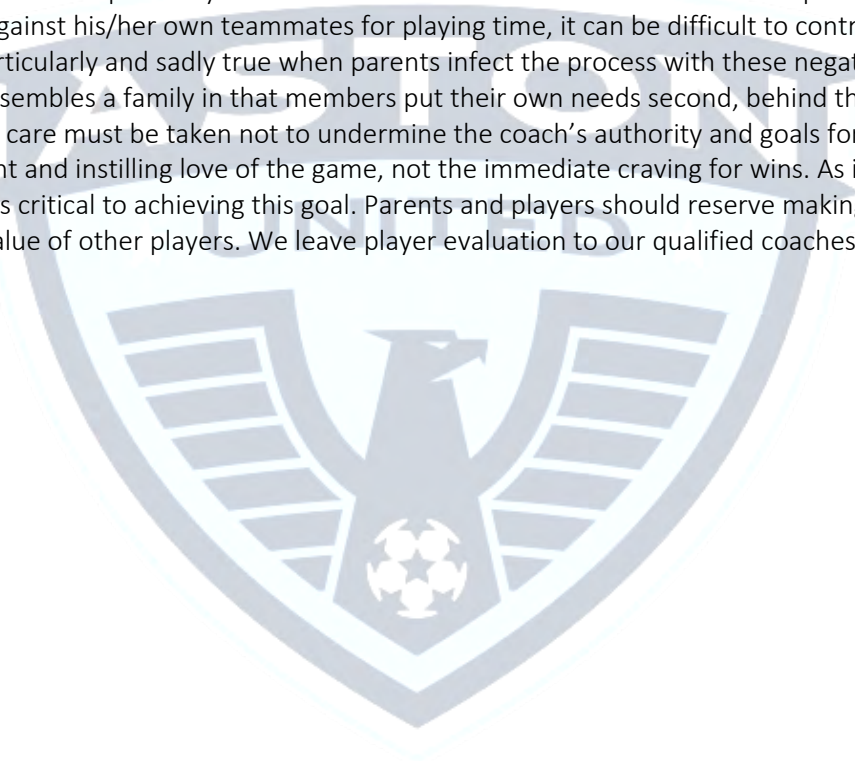 gainst his/her own teammates for playing time, it can be difficult to contr
rticularly and sadly true when parents infect the process with these negat
sembles a family in that members put their own needs second, behind th
care must be taken not to undermine the coach’s authority and goals for
nt and instilling love of the game, not the immediate craving for wins. As i
s critical to achieving this goal. Parents and players should reserve making
alue of other players. We leave player evaluation to our qualified coaches
ASTON
UNITED